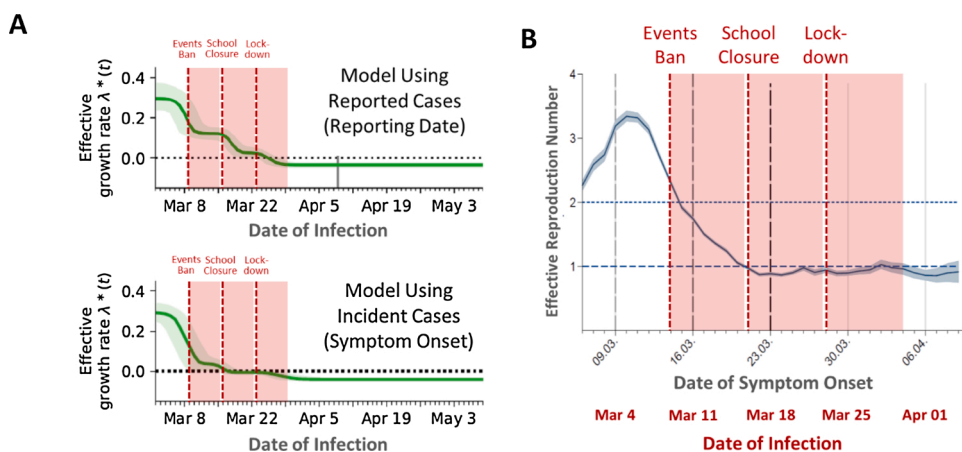 A
Events
Ban
School
Closure
Lock-
down
Effective
growth rate λ*(t)
0.4
0.2
0.0
Model Using
Reported Cases
(Reporting Date)
Mar 8
Mar 22
Apr 5
Apr 19
May 3
Date of Infection
Events
Ban
School
Closure
Lock-
down
Effective
growth rate λ*(t)
0.4
0.2
0.0
Model Using
Incident Cases
(Symptom Onset)
Mar 8
Mar 22
Apr 5
Apr 19
May 3
Date of Infection
B
Events
Ban
School
Closure
Lock-
down
Effective Reproduction Number
4
3
2
1
09.03.
16.03.
23.03.
30.03.
06.04.
Date of Symptom Onset
Mar 4
Mar 11
Mar 18
Mar 25
Apr 01
Date of Infection